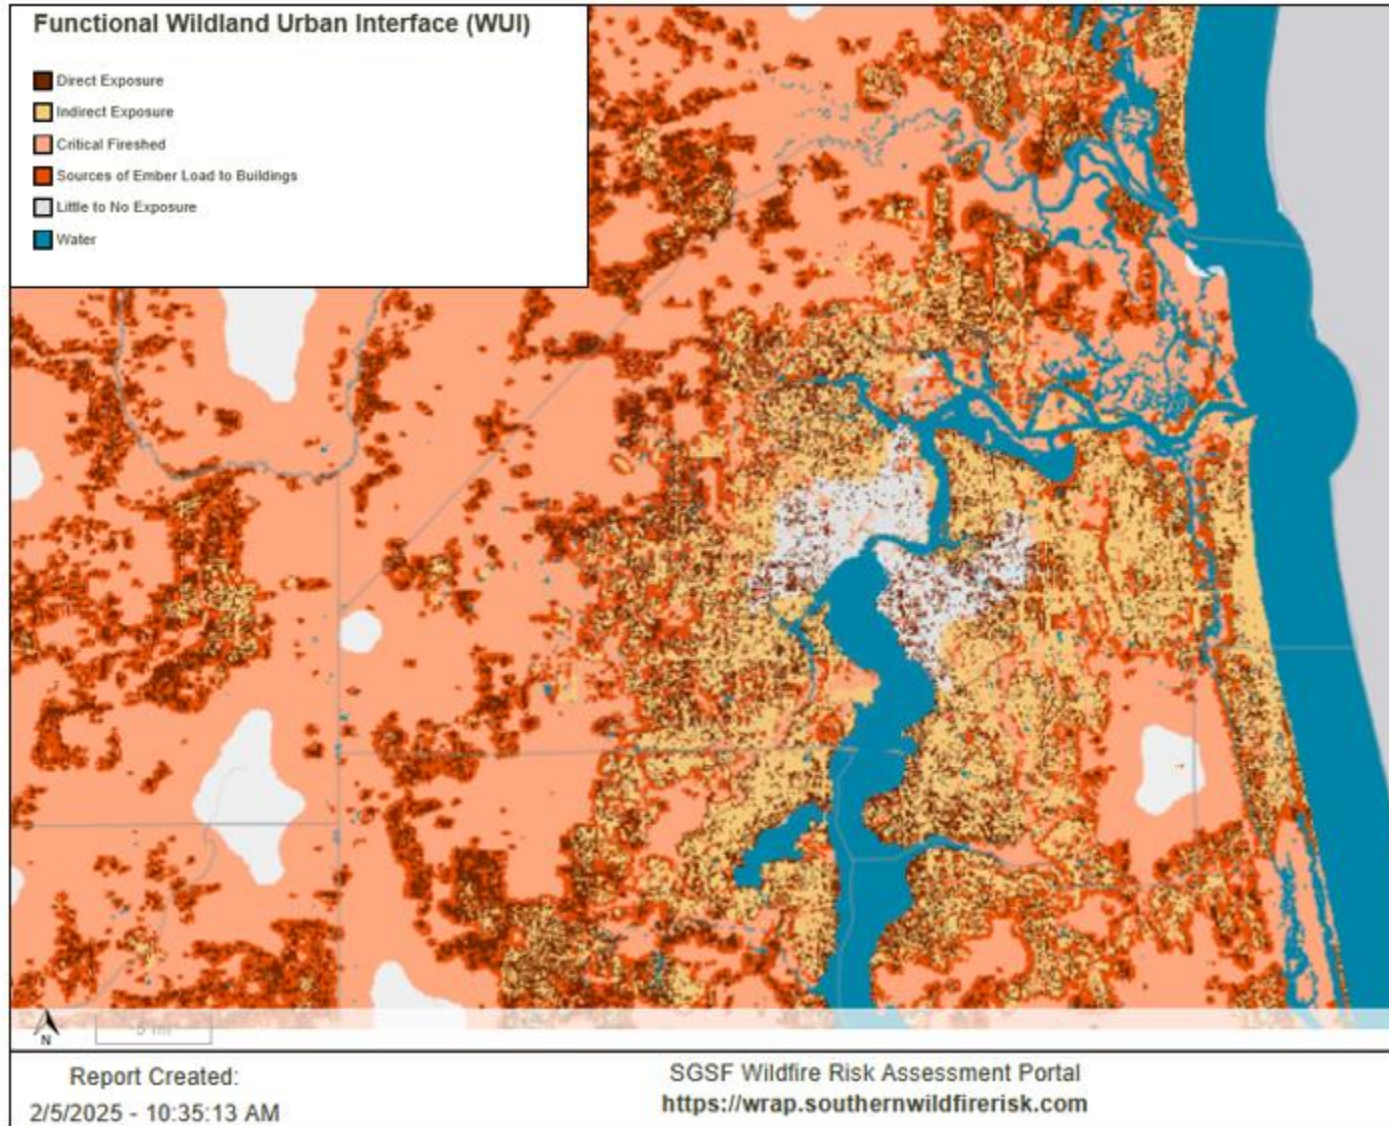 Functional Wildland Urban Interface (WUI)
Direct Exposure
Indirect Exposure
Critical Fireshed
Sources of Ember Load to Buildings
Little to No Exposure
Water
N
5 mi
Report Created:
2/5/2025 - 10:35:13 AM
SGSF Wildfire Risk Assessment Portal
https://wrap.southernwildfirerisk.com